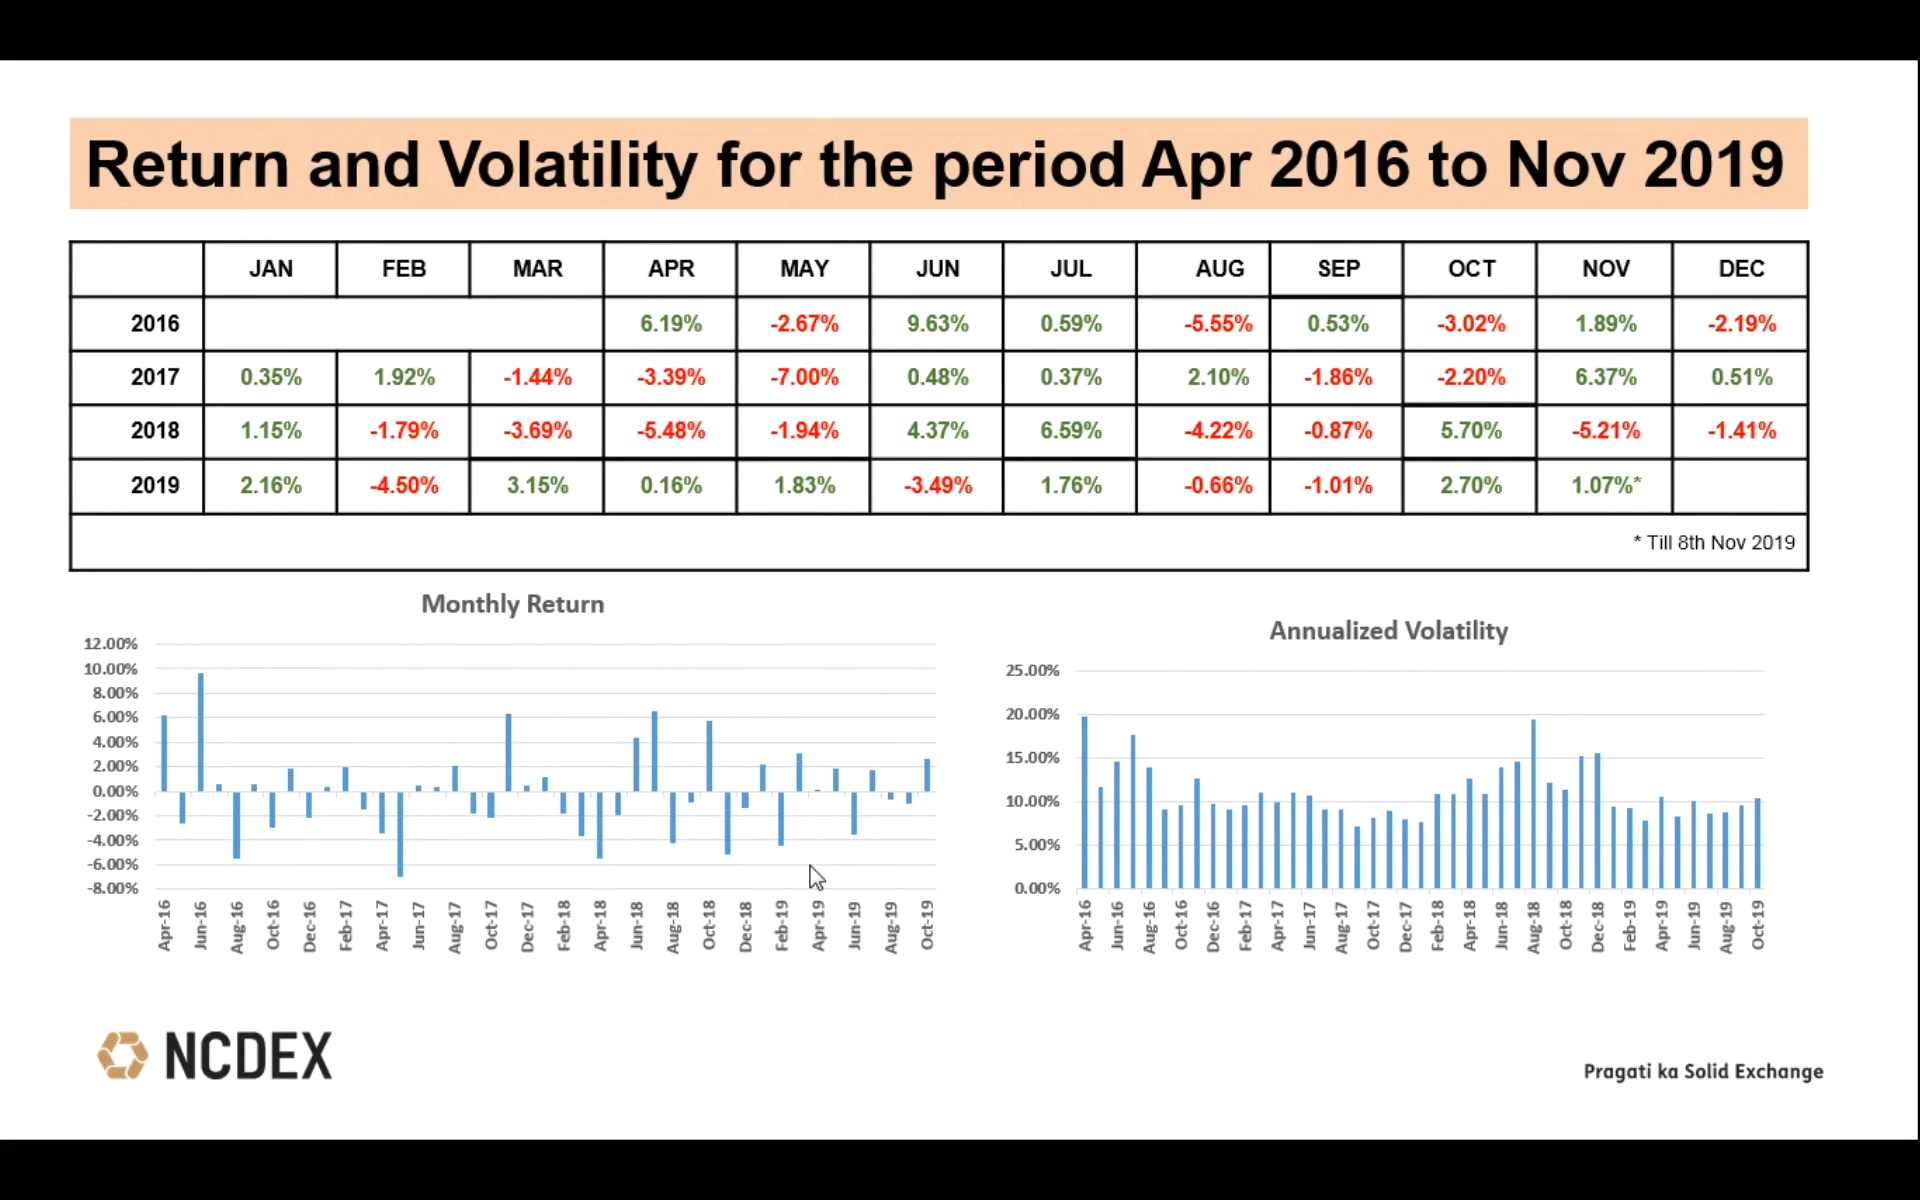 Return and Volatility for the period Apr 2016 to Nov 2019
JAN FEB MAR APR MAY JUN JUL AUG SEP OCT NOV DEC
2016 6.19% -2.67% 9.63% 0.59% -5.55% 0.53% -3.02% 1.89% -2.19%
2017 0.35% 1.92% -1.44% -3.39% -7.00% 0.48% 0.37% 2.10% -1.86% -2.20% 6.37% 0.51%
2018 1.15% -1.79% -3.69% -5.48% -1.94% 4.37% 6.59% -4.22% -0.87% 5.70% -5.21% -1.41%
2019 2.16% -4.50% 3.15% 0.16% 1.83% -3.49% 1.76% -0.66% -1.01% 2.70% 1.07%*
* Till 8th Nov 2019
Monthly Return
12.00%
10.00%
8.00%
6.00%
4.00%
2.00%
0.00%
-2.00%
-4.00%
-6.00%
-8.00%
Apr-16 Jun-16 Aug-16 Oct-16 Dec-16 Feb-17 Apr-17 Jun-17 Aug-17 Oct-17 Dec-17 Feb-18 Apr-18 Jun-18 Aug-18 Oct-18 Dec-18 Feb-19 Apr-19 Jun-19 Aug-19 Oct-19
Annualized Volatility
25.00%
20.00%
15.00%
10.00%
5.00%
0.00%
Apr-16 Jun-16 Aug-16 Oct-16 Dec-16 Feb-17 Apr-17 Jun-17 Aug-17 Oct-17 Dec-17 Feb-18 Apr-18 Jun-18 Aug-18 Oct-18 Dec-18 Feb-19 Apr-19 Jun-19 Aug-19 Oct-19
NCDEX
Pragati ka Solid Exchange